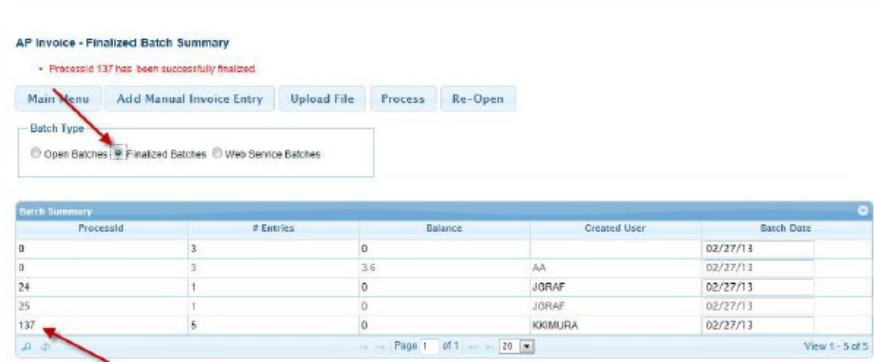 AP Invoice - Finalized Batch Summary
• ProcessId 137 has been successfully finalized.
Main Menu Add Manual Invoice Entry Upload File Process Re-Open
Batch Type
Open Batches Finalized Batches Web Service Batches
Batch Summary
ProcessId # Entries Balance Created User Batch Date
0 3 0 02/27/13
0 3 3.6 AA 02/27/13
24 1 0 JGRAF 02/27/13
25 1 0 JGRAF 02/27/13
137 5 0 KKIMURA 02/27/13
Page 1 of 1 20 View 1 - 5 of 5